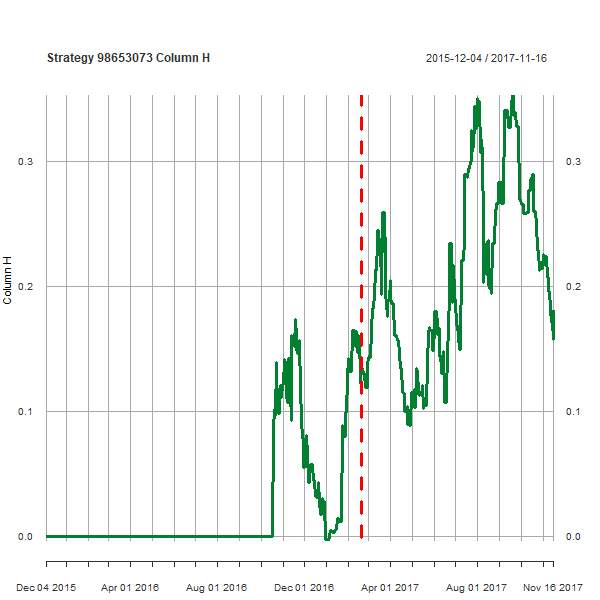 Strategy 98653073 Column H 2015-12-04 / 2017-11-16
0.3 0.3
0.2 0.2
Column H
0.1 0.1
0.0 0.0
Dec 04 2015 Apr 01 2016 Aug 01 2016 Dec 01 2016 Apr 01 2017 Aug 01 2017 Nov 16 2017